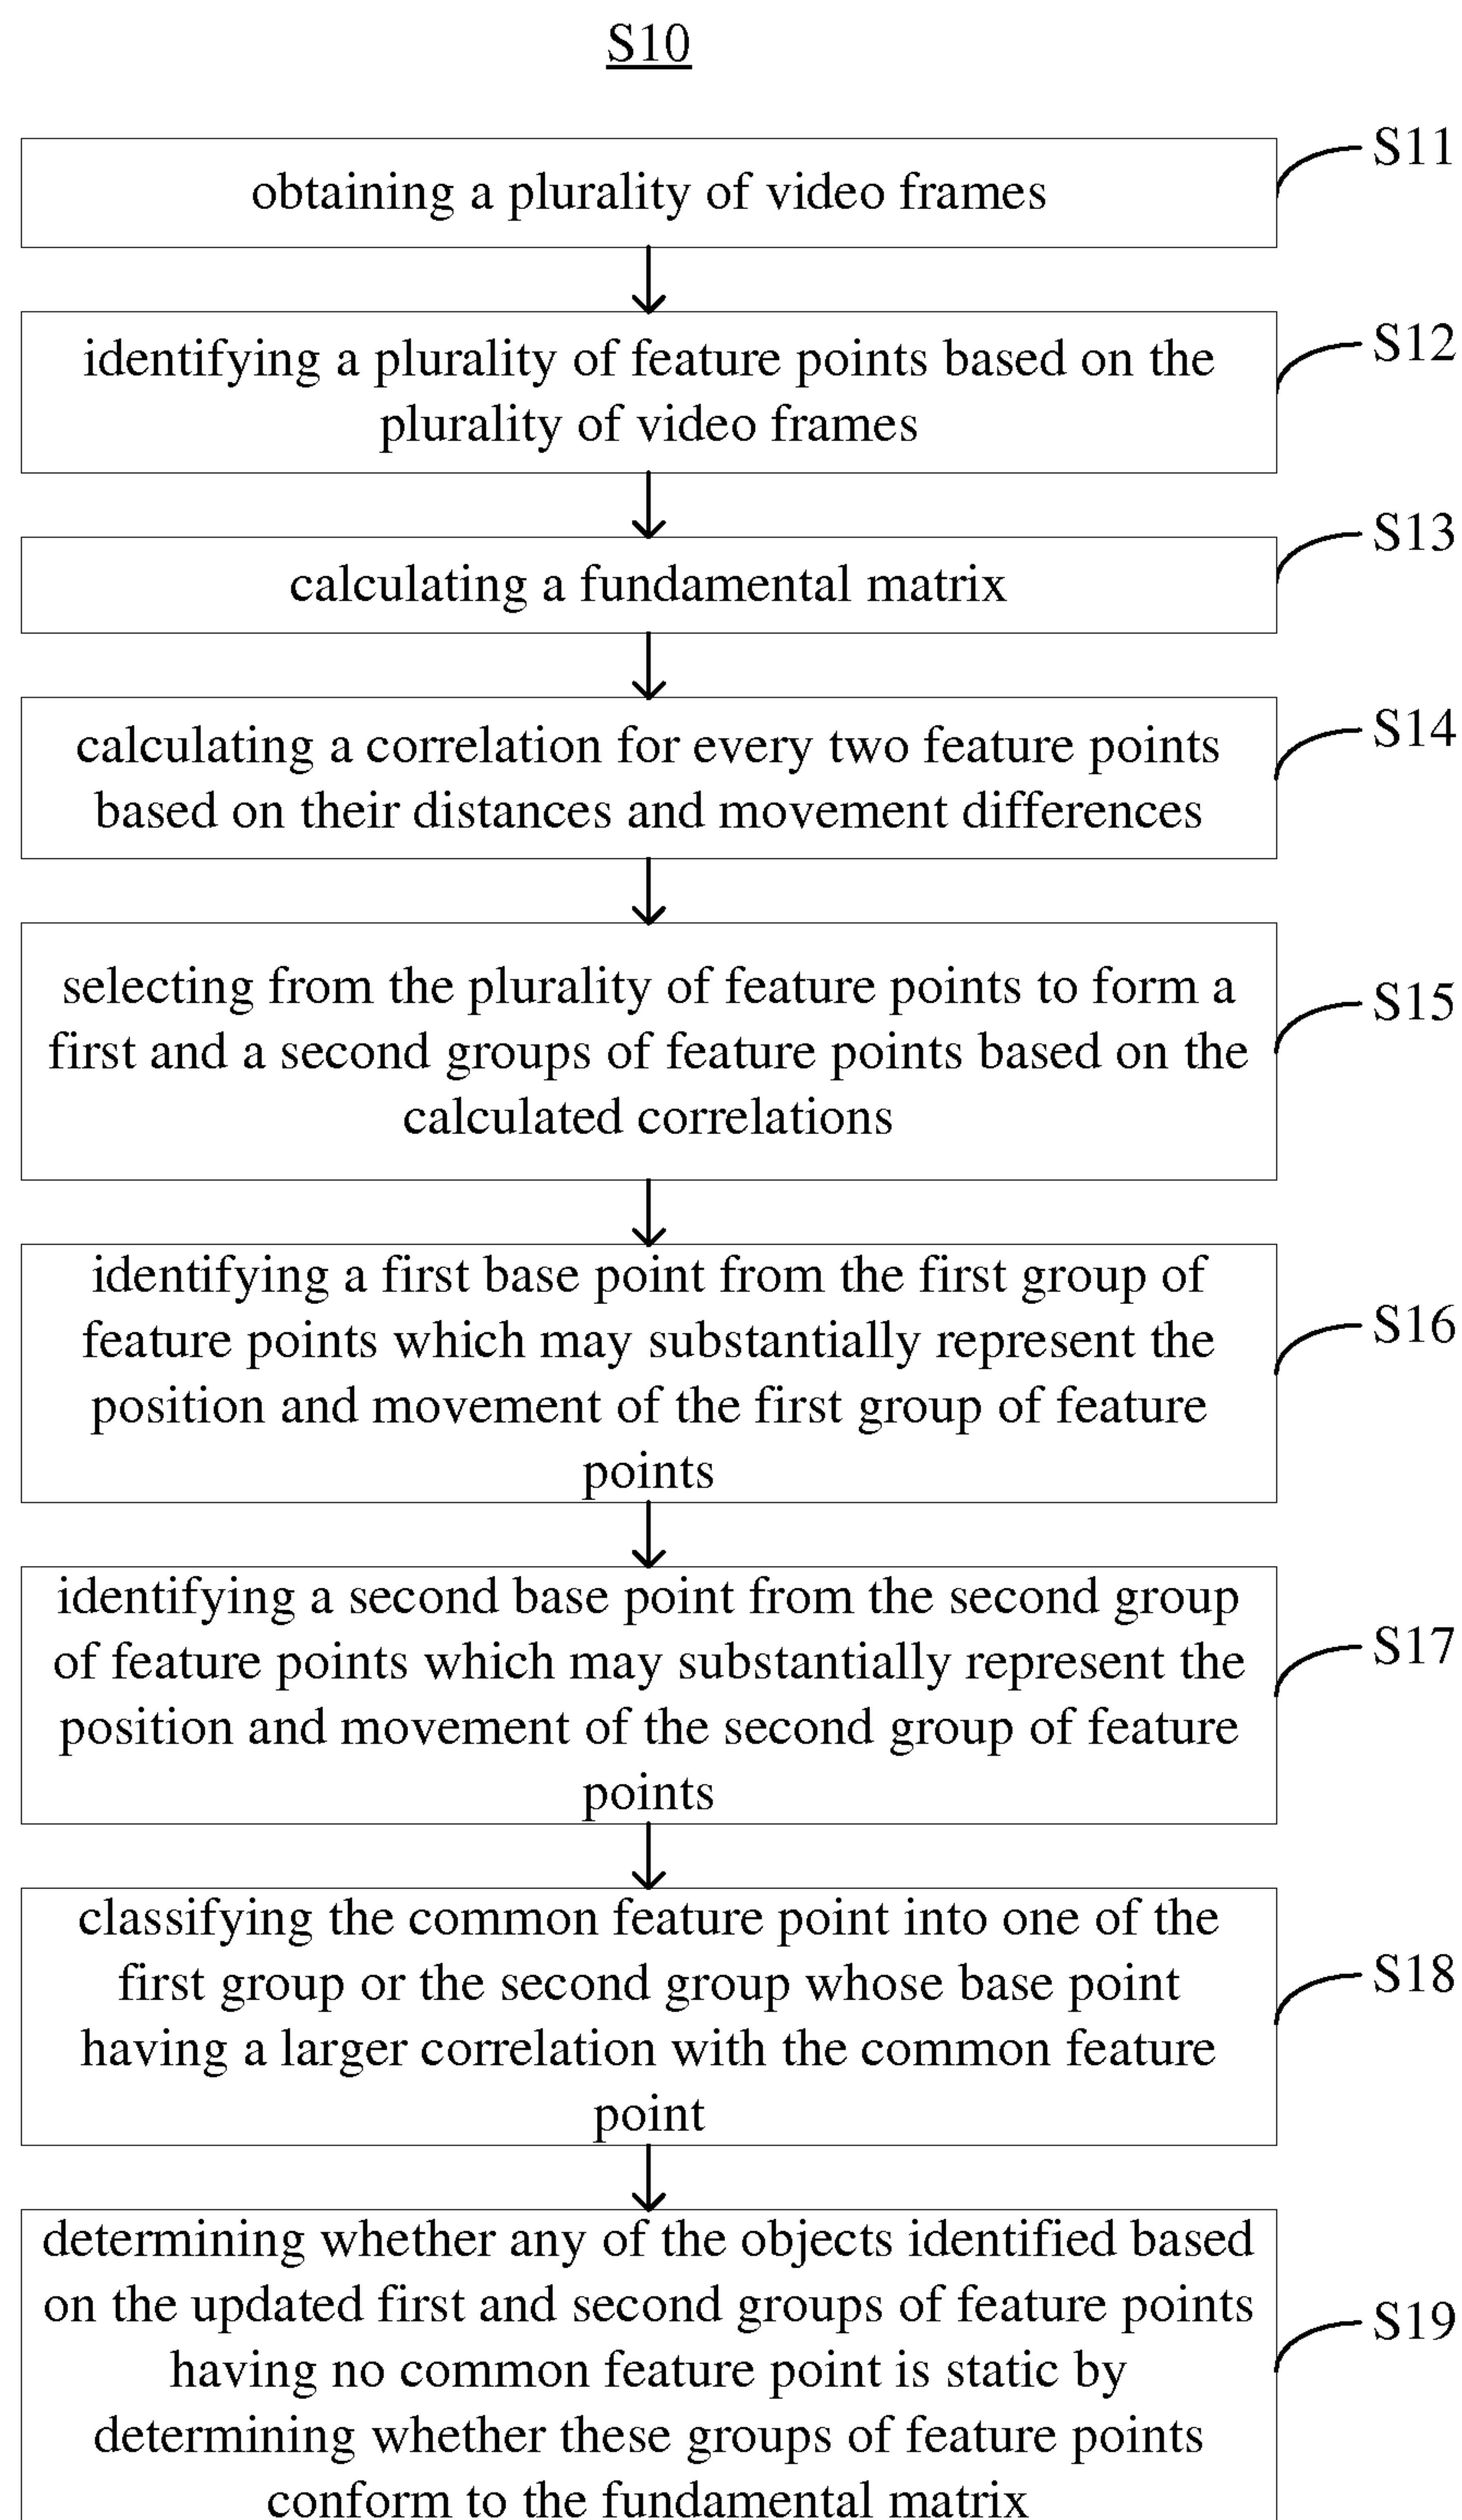 S10
S11
obtaining a plurality of video frames
S12
identifying a plurality of feature points based on the
plurality of video frames
S13
calculating a fundamental matrix
S14
calculating a correlation for every two feature points
based on their distances and movement differences
S15
selecting from the plurality of feature points to form a
first and a second groups of feature points based on the
calculated correlations
S16
identifying a first base point from the first group of
feature points which may substantially represent the
position and movement of the first group of feature
points
S17
identifying a second base point from the second group
of feature points which may substantially represent the
position and movement of the second group of feature
points
S18
classifying the common feature point into one of the
first group or the second group whose base point
having a larger correlation with the common feature
point
S19
determining whether any of the objects identified based
on the updated first and second groups of feature points
having no common feature point is static by
determining whether these groups of feature points
conform to the fundamental matrix